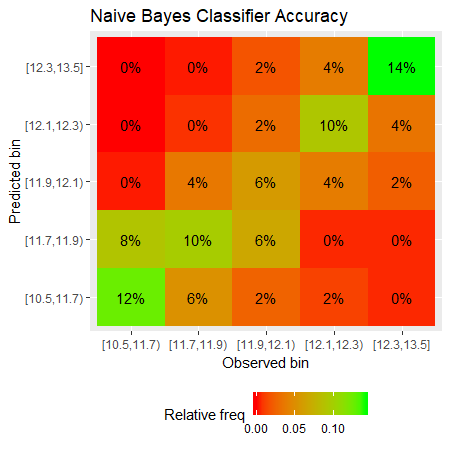 Naive Bayes Classifier Accuracy
Predicted bin
[12.3,13.5] 0% 0% 2% 4% 14%
[12.1,12.3) 0% 0% 2% 10% 4%
[11.9,12.1) 0% 4% 6% 4% 2%
[11.7,11.9) 8% 10% 6% 0% 0%
[10.5,11.7) 12% 6% 2% 2% 0%
[10.5,11.7) [11.7,11.9) [11.9,12.1) [12.1,12.3) [12.3,13.5]
Observed bin
Relative freq
0.00 0.05 0.10